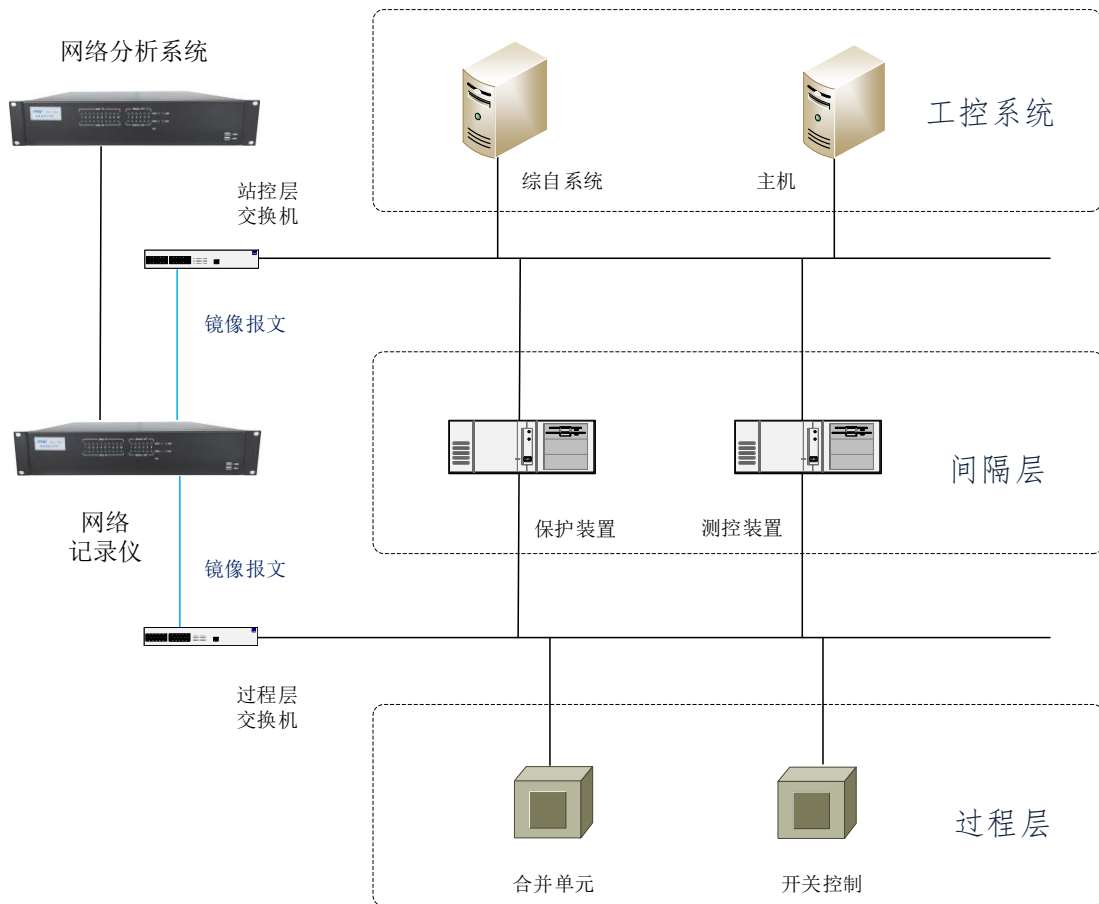 网络分析系统
工控系统
综自系统
主机
站控层
交换机
镜像报文
间隔层
保护装置
测控装置
网络
记录仪
镜像报文
过程层
交换机
过程层
合并单元
开关控制